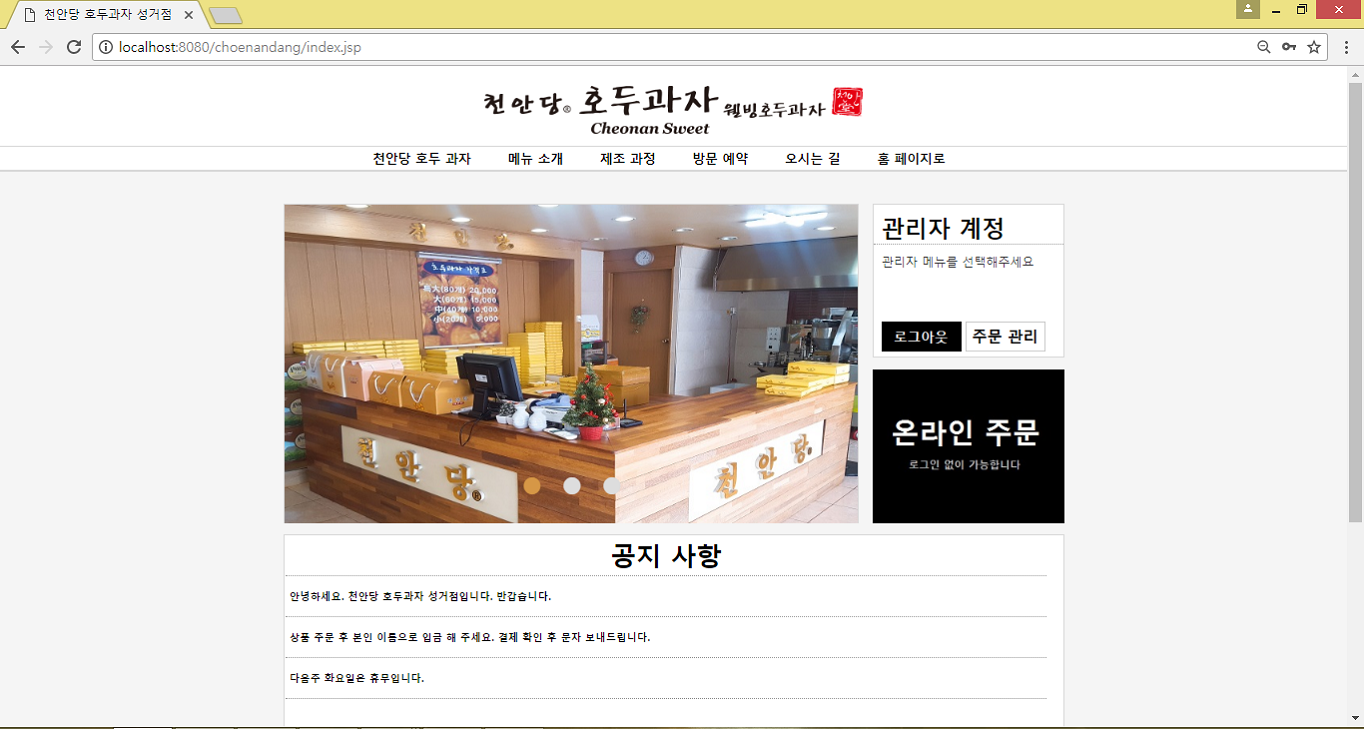 천안당 호두과자 성거점
localhost:8080/choenandang/index.jsp
천안당® 호두과자 웰빙호두과자 천안당
Cheonan Sweet
천안당 호두 과자 메뉴 소개 제조 과정 방문 예약 오시는 길 홈 페이지로
천안당
호두과자 가격표
특大(80개) 20,000
大(60개) 15,000
中(40개) 10,000
小(20개) 5,000
천안당®
천안당
관리자 계정
관리자 메뉴를 선택해주세요
로그아웃 주문 관리
온라인 주문
로그인 없이 가능합니다
공지 사항
안녕하세요. 천안당 호두과자 성거점입니다. 반갑습니다.
상품 주문 후 본인 이름으로 입금 해 주세요. 결제 확인 후 문자 보내드립니다.
다음주 화요일은 휴무입니다.